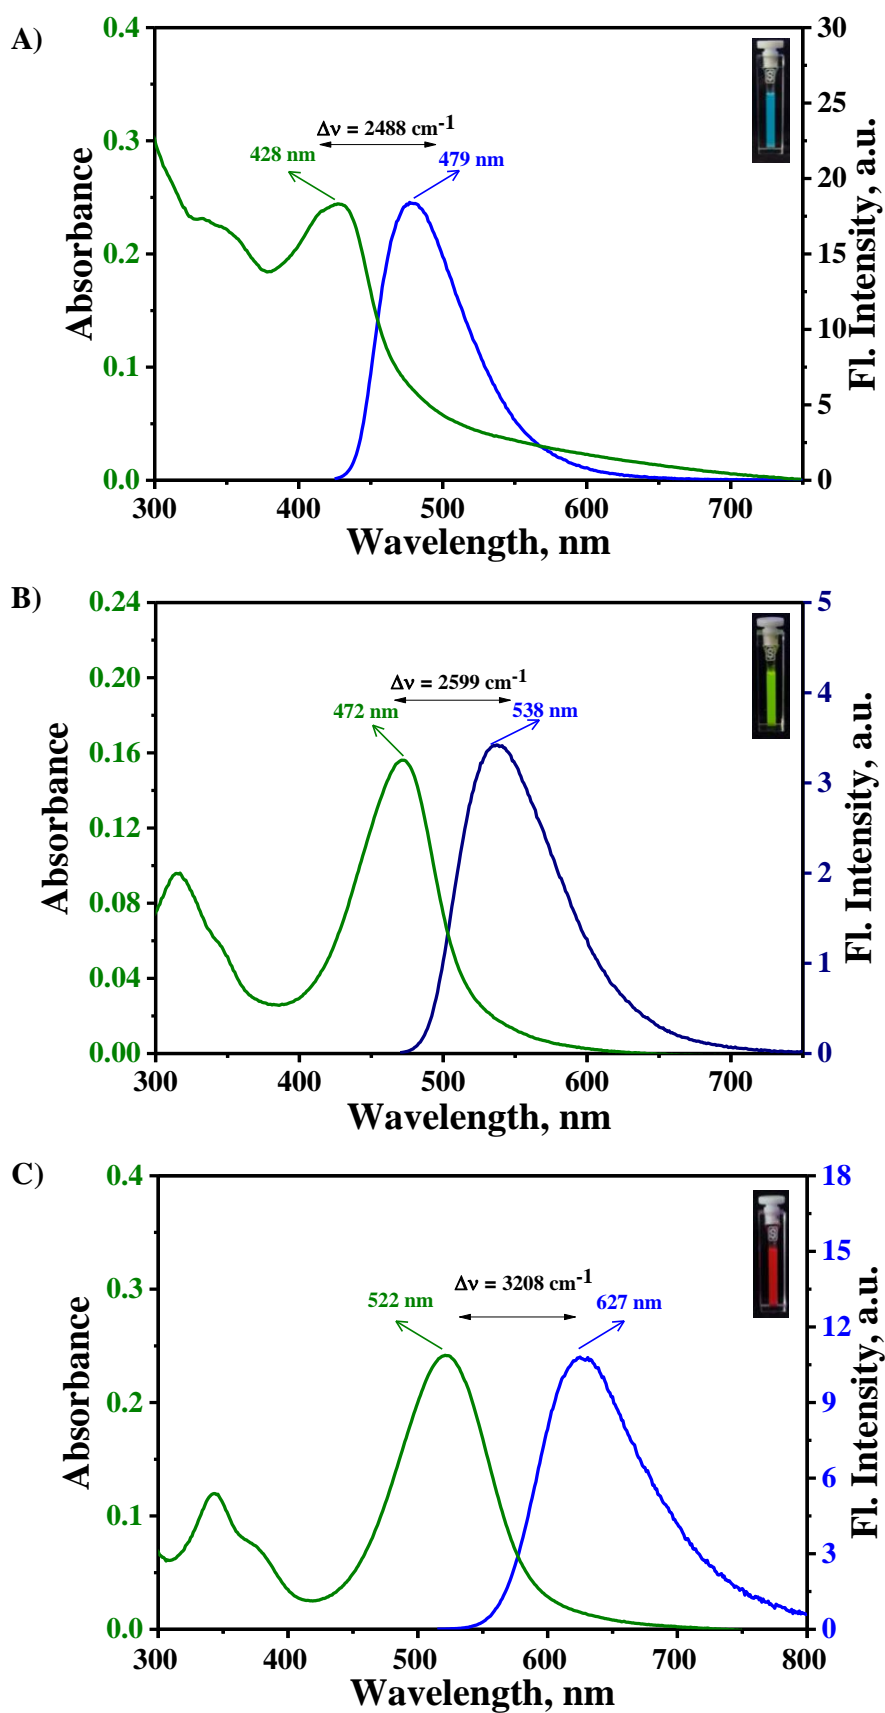 A)
0.4
0.3
0.2
0.1
0.0
Absorbance
30
25
20
15
10
5
0
Fl. Intensity, a.u.
Δν = 2488 cm-1
428 nm
479 nm
S
300 400 500 600 700
Wavelength, nm
B)
0.24
0.20
0.16
0.12
0.08
0.04
0.00
Absorbance
5
4
3
2
1
0
Fl. Intensity, a.u.
Δν = 2599 cm-1
472 nm
538 nm
S
300 400 500 600 700
Wavelength, nm
C)
0.4
0.3
0.2
0.1
0.0
Absorbance
18
15
12
9
6
3
0
Fl. Intensity, a.u.
Δν = 3208 cm-1
522 nm
627 nm
S
300 400 500 600 700 800
Wavelength, nm